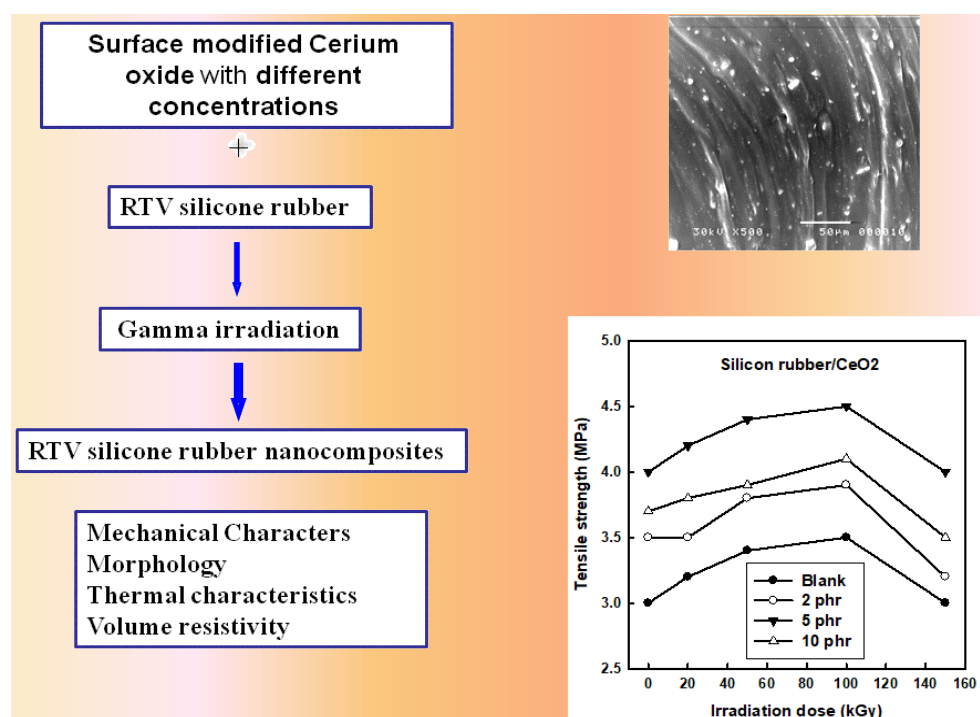 Surface modified Cerium
oxide with different
concentrations
+
RTV silicone rubber
Gamma irradiation
RTV silicone rubber nanocomposites
Mechanical Characters
Morphology
Thermal characteristics
Volume resistivity
30kV X500 50µm 000010
Silicon rubber/CeO2
Tensile strength (MPa)
5.0
4.5
4.0
3.5
3.0
2.5
Blank
2 phr
5 phr
10 phr
0 20 40 60 80 100 120 140 160
Irradiation dose (kGy)